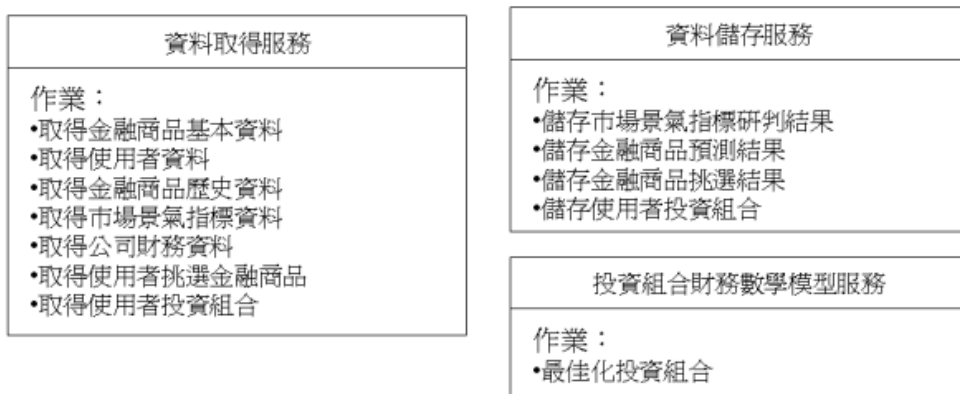 資料取得服務
作業：
•取得金融商品基本資料
•取得使用者資料
•取得金融商品歷史資料
•取得市場景氣指標資料
•取得公司財務資料
•取得使用者挑選金融商品
•取得使用者投資組合
資料儲存服務
作業：
•儲存市場景氣指標研判結果
•儲存金融商品預測結果
•儲存金融商品挑選結果
•儲存使用者投資組合
投資組合財務數學模型服務
作業：
•最佳化投資組合